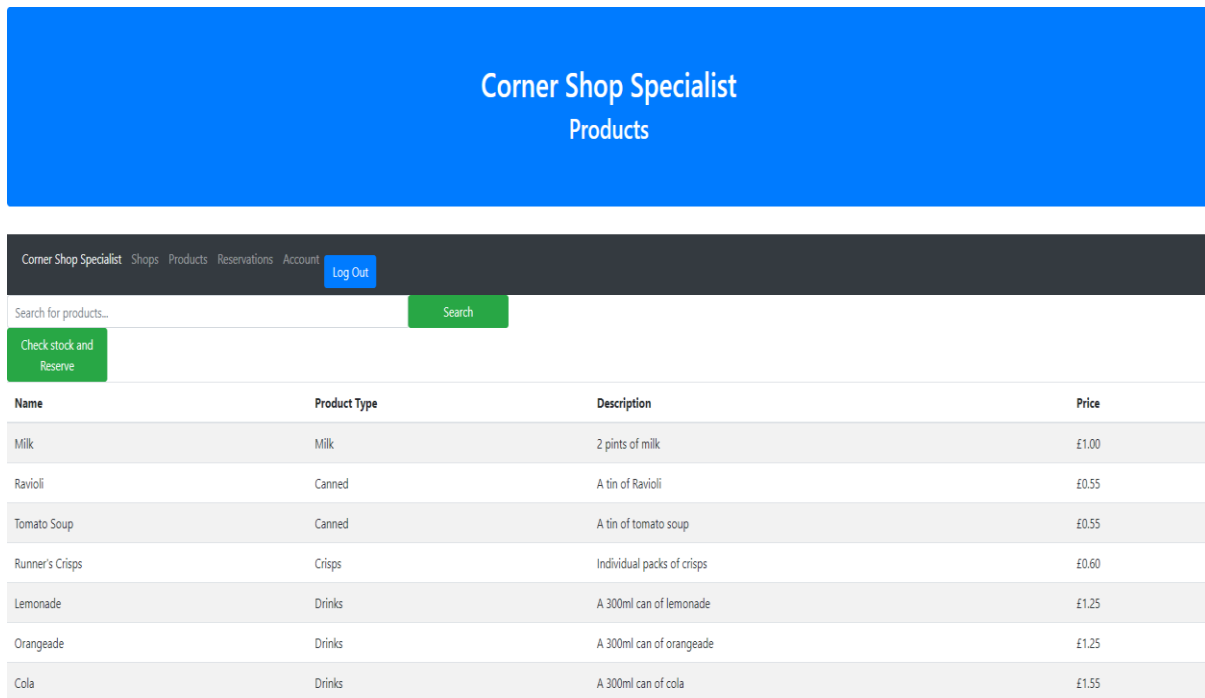 Corner Shop Specialist
Products
Corner Shop Specialist Shops Products Reservations Account Log Out
Search for products... Search
Check stock and
Reserve
Name Product Type Description Price
Milk Milk 2 pints of milk £1.00
Ravioli Canned A tin of Ravioli £0.55
Tomato Soup Canned A tin of tomato soup £0.55
Runner's Crisps Crisps Individual packs of crisps £0.60
Lemonade Drinks A 300ml can of lemonade £1.25
Orangeade Drinks A 300ml can of orangeade £1.25
Cola Drinks A 300ml can of cola £1.55